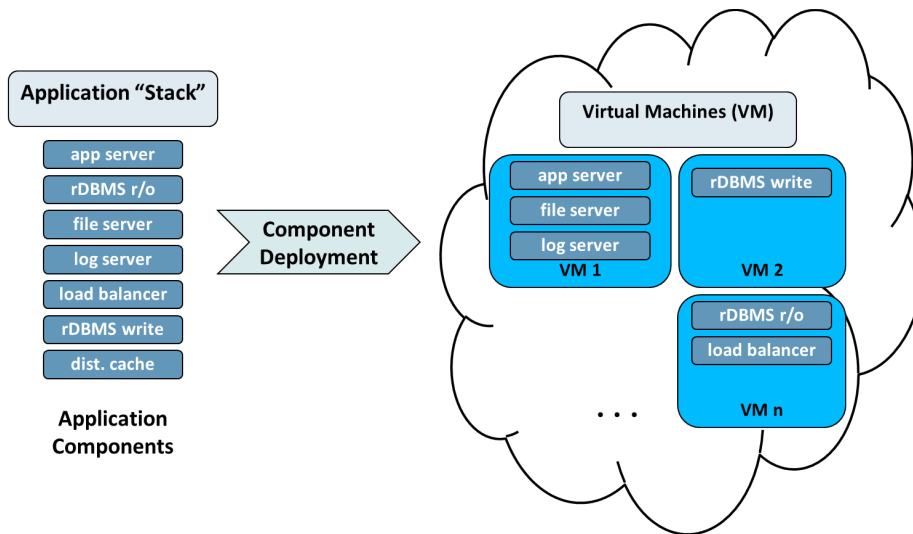 Application “Stack”
app server
rDBMS r/o
file server
log server
load balancer
rDBMS write
dist. cache
Application
Components
Component
Deployment
Virtual Machines (VM)
app server
file server
log server
VM 1
rDBMS write
VM 2
rDBMS r/o
load balancer
VM n
. . .